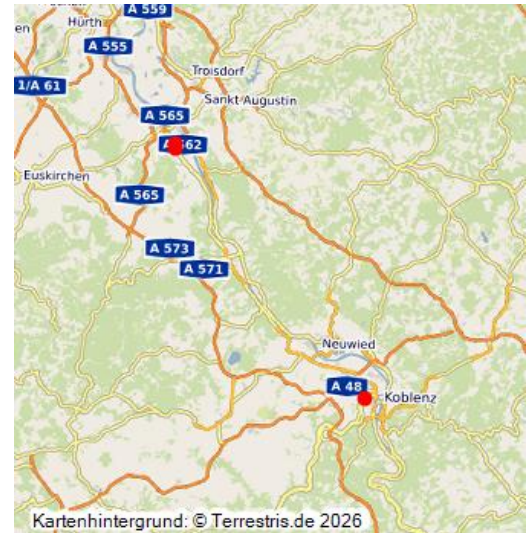 A 559
Hürth
A 555
Troisdorf
1/A 61
Sankt Augustin
A 565
562
Euskirchen
A 565
A 573
A 571
Neuwied
A 48
Koblenz
Kartenhintergrund: © Terrestris.de 2026